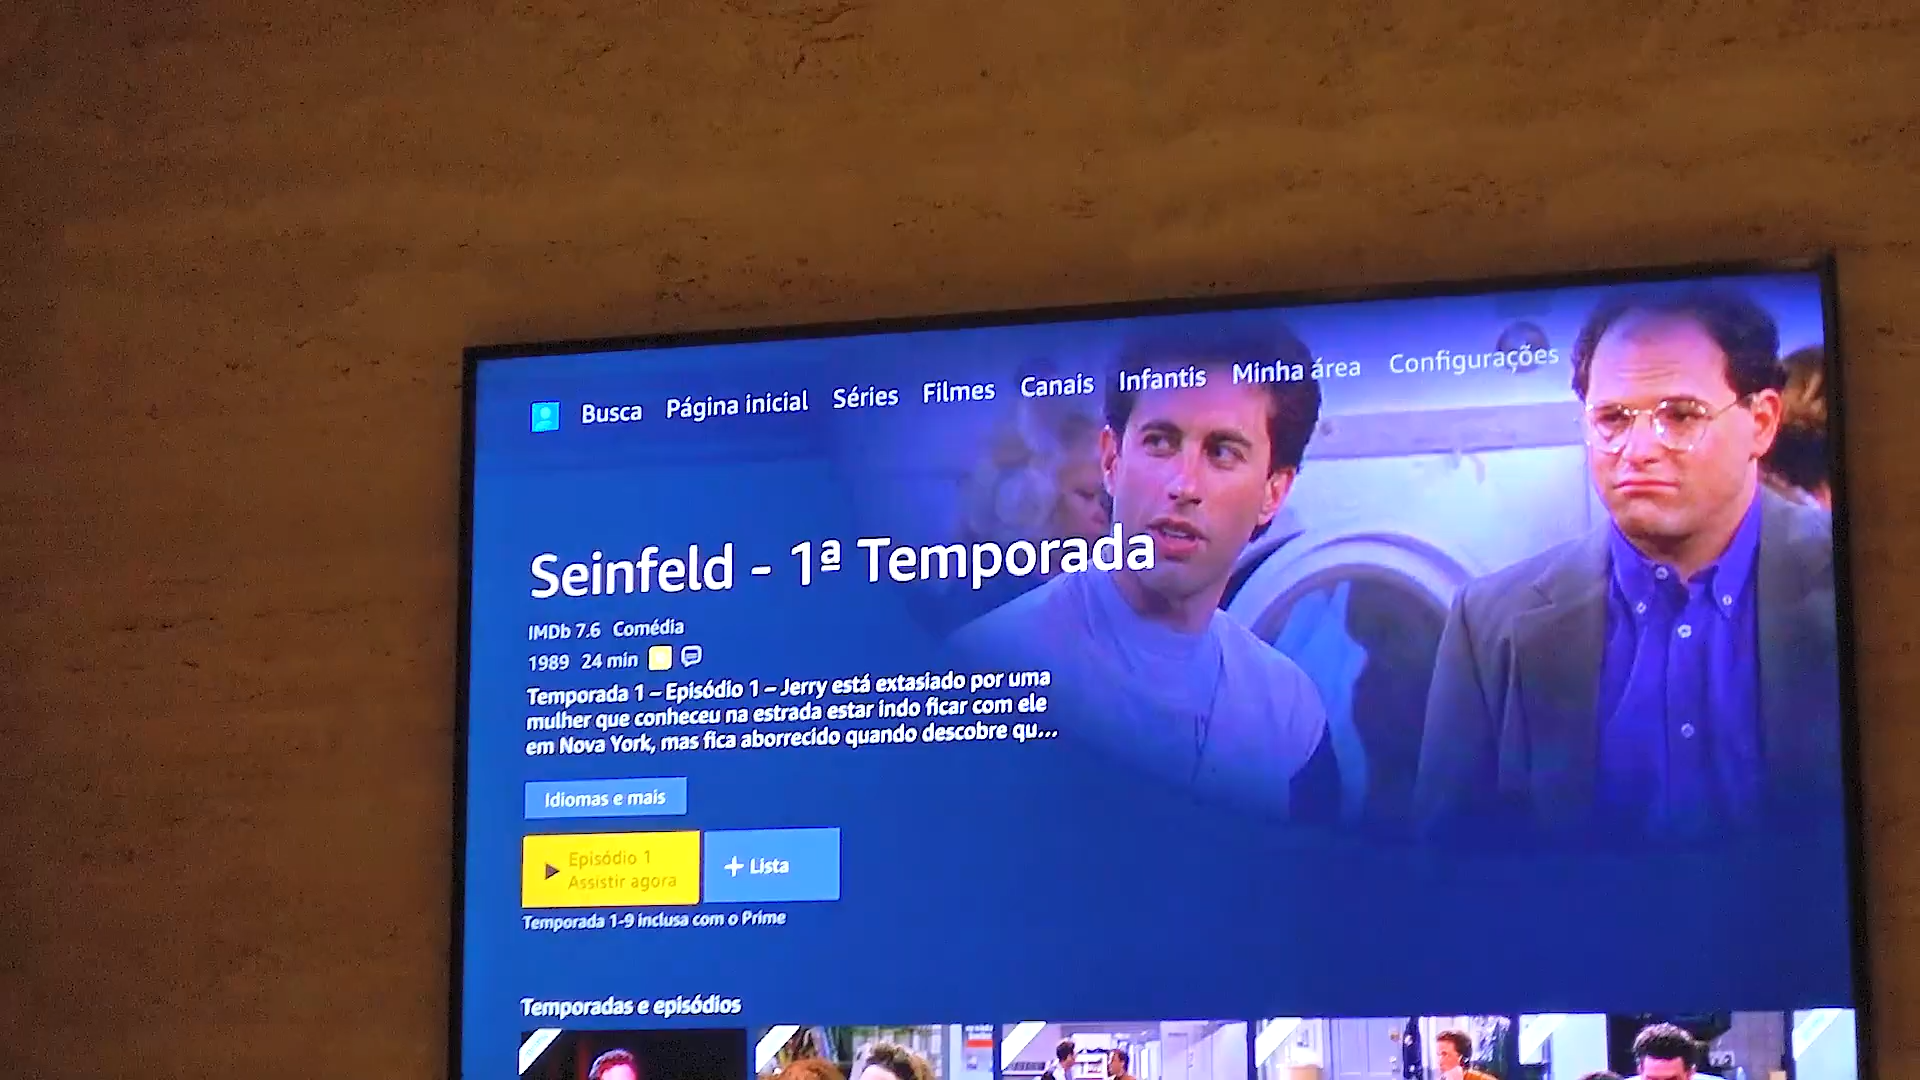 Busca Página inicial Séries Filmes Canais Infantis Minha área Configurações
Seinfeld - 1ª Temporada
IMDb 7.6 Comédia
1989 24 min
Temporada 1 – Episódio 1 – Jerry está extasiado por uma
mulher que conheceu na estrada estar indo ficar com ele
em Nova York, mas fica aborrecido quando descobre qu...
Idiomas e mais
Episódio 1
Assistir agora
+ Lista
Temporada 1-9 inclusa com o Prime
Temporadas e episódios